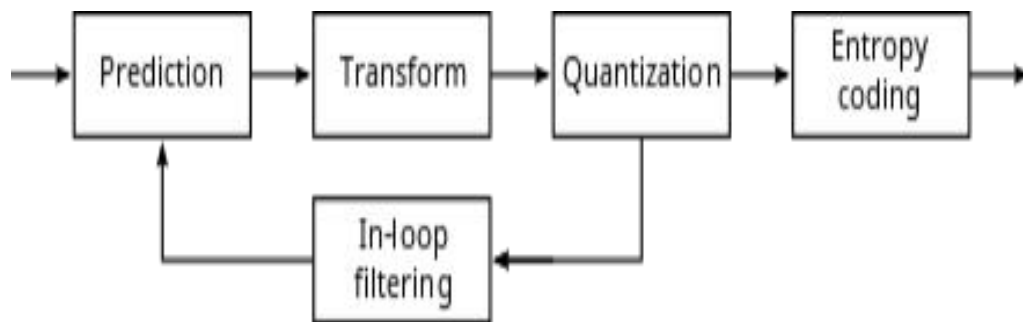 Prediction
Transform
Quantization
Entropy
coding
In-loop
filtering